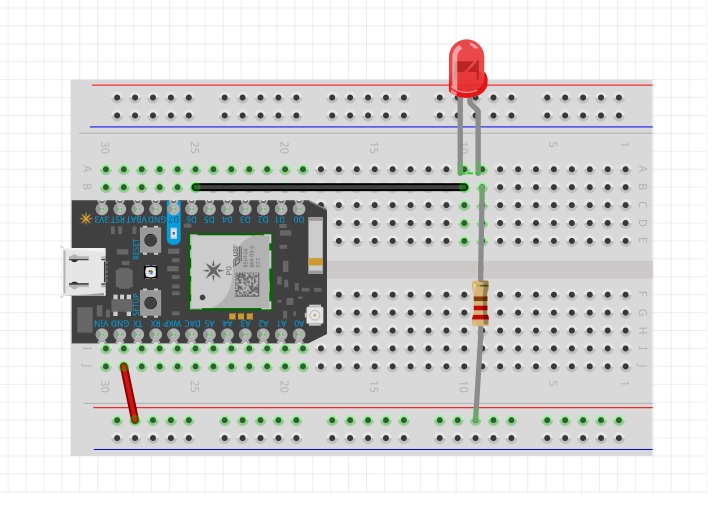 30 25 20 15 10 5 1
A A
B B
C
D
E E
3V3 RST VBAT GND D7 D6 D5 D4 D3 D2 D1 D0
RESET
P0
SETUP
VIN GND TX RX WKP DAC A5 A4 A3 A2 A1 A0
F F
G G
H H
I I
J J
30 25 20 15 10 5 1